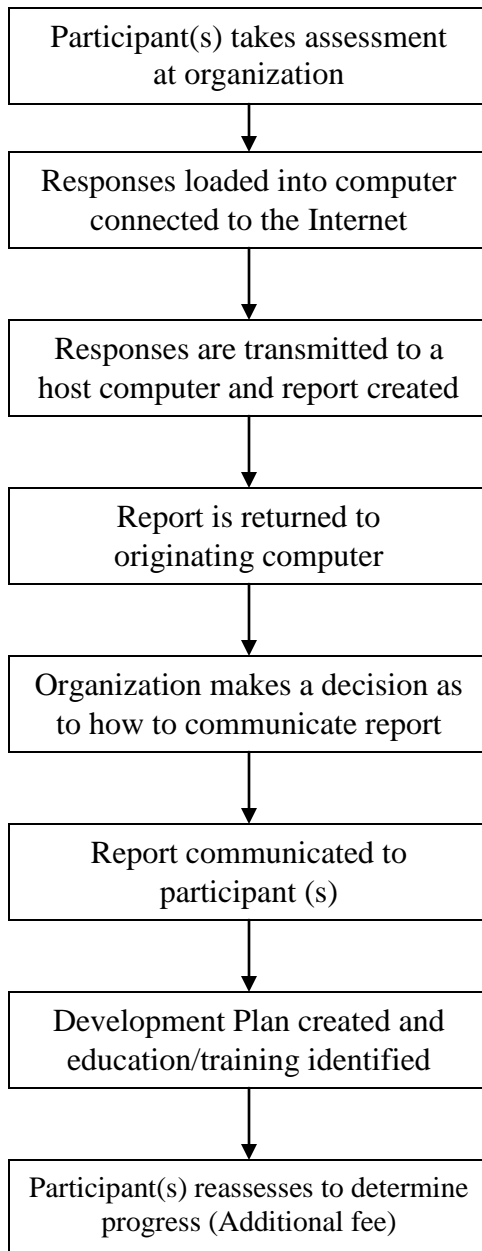 Participant(s) takes assessment
at organization
Responses loaded into computer
connected to the Internet
Responses are transmitted to a
host computer and report created
Report is returned to
originating computer
Organization makes a decision as
to how to communicate report
Report communicated to
participant (s)
Development Plan created and
education/training identified
Participant(s) reassesses to determine
progress (Additional fee)